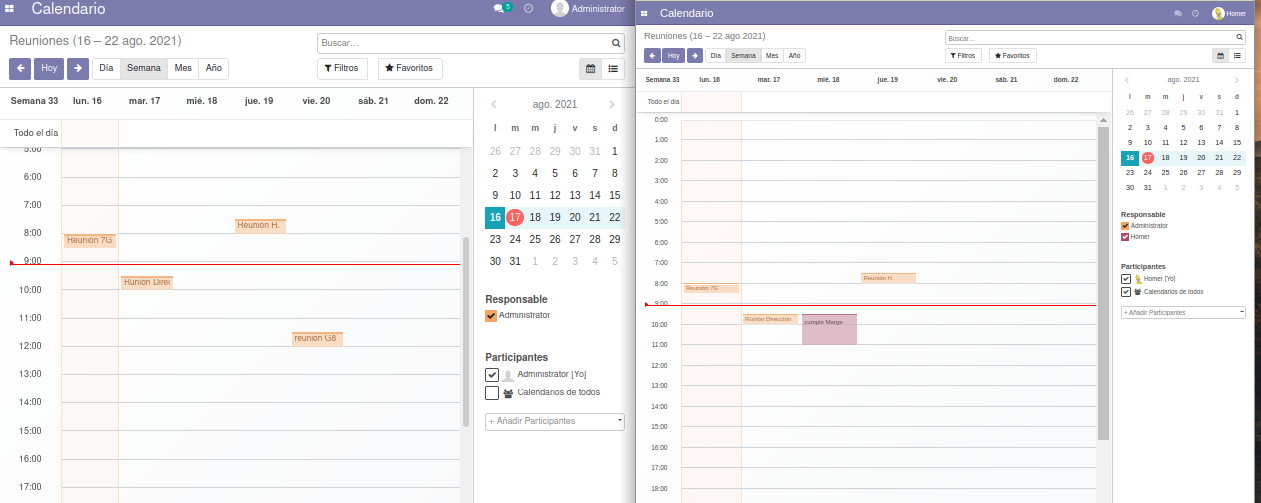 Calendario
5
Administrator
Reuniones (16 – 22 ago. 2021)
Buscar...
Hoy
Día Semana Mes Año
Filtros
Favoritos
Semana 33 lun. 16 mar. 17 mié. 18 jue. 19 vie. 20 sáb. 21 dom. 22
Todo el día
5:00
6:00
7:00
Reunión H.
8:00
Reunión 7G
9:00
Runión Direc
10:00
11:00
reunión G8
12:00
13:00
14:00
15:00
16:00
17:00
ago. 2021
l m m j v s d
26 27 28 29 30 31 1
2 3 4 5 6 7 8
9 10 11 12 13 14 15
16 17 18 19 20 21 22
23 24 25 26 27 28 29
30 31 1 2 3 4 5
Responsable
Administrator
Participantes
Administrator [Yo]
Calendarios de todos
+ Añadir Participantes
Calendario
Homer
Reuniones (16 – 22 ago 2021)
Buscar...
Hoy
Día Semana Mes Año
Filtros
Favoritos
Semana 33 lun. 16 mar. 17 mié. 18 jue. 19 vie. 20 sáb. 21 dom. 22
Todo el día
0:00
1:00
2:00
3:00
4:00
5:00
6:00
7:00
Reunión H.
8:00
Reunión 7G
9:00
Runión Dirección
cumple Marge
10:00
11:00
12:00
13:00
14:00
15:00
16:00
17:00
18:00
ago. 2021
l m m j v s d
26 27 28 29 30 31 1
2 3 4 5 6 7 8
9 10 11 12 13 14 15
16 17 18 19 20 21 22
23 24 25 26 27 28 29
30 31 1 2 3 4 5
Responsable
Administrator
Homer
Participantes
Homer [Yo]
Calendarios de todos
+ Añadir Participantes